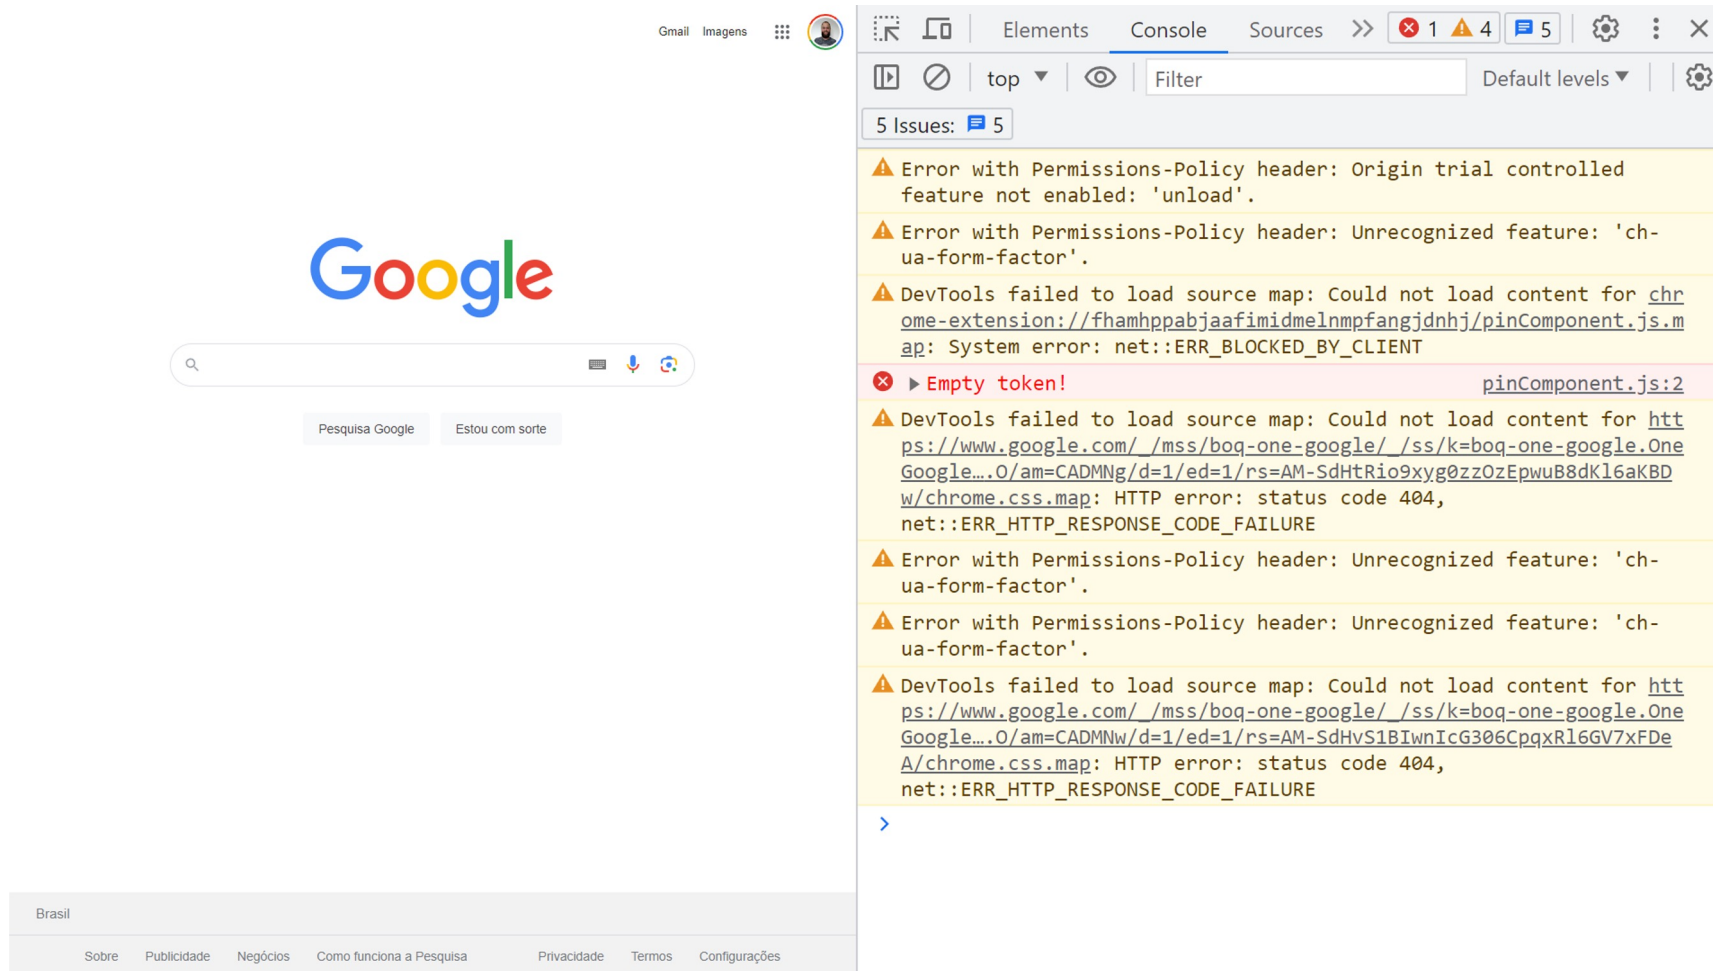 Gmail Imagens
Google
Pesquisa Google Estou com sorte
Brasil
Sobre Publicidade Negócios Como funciona a Pesquisa Privacidade Termos Configurações
Elements Console Sources 1 4 5
top Filter Default levels
5 Issues: 5
Error with Permissions-Policy header: Origin trial controlled
feature not enabled: 'unload'.
Error with Permissions-Policy header: Unrecognized feature: 'ch-
ua-form-factor'.
DevTools failed to load source map: Could not load content for chr
ome-extension://fhamhppabjaafimidmelnmpfangjdnhj/pinComponent.js.m
ap: System error: net::ERR_BLOCKED_BY_CLIENT
Empty token! pinComponent.js:2
DevTools failed to load source map: Could not load content for htt
ps://www.google.com/_/mss/boq-one-google/_/ss/k=boq-one-google.One
Google….O/am=CADMNg/d=1/ed=1/rs=AM-SdHtRio9xyg0zzOzEpwuB8dKl6aKBD
w/chrome.css.map: HTTP error: status code 404,
net::ERR_HTTP_RESPONSE_CODE_FAILURE
Error with Permissions-Policy header: Unrecognized feature: 'ch-
ua-form-factor'.
Error with Permissions-Policy header: Unrecognized feature: 'ch-
ua-form-factor'.
DevTools failed to load source map: Could not load content for htt
ps://www.google.com/_/mss/boq-one-google/_/ss/k=boq-one-google.One
Google….O/am=CADMNw/d=1/ed=1/rs=AM-SdHvS1BIwnIcG306CpqxRl6GV7xFDe
A/chrome.css.map: HTTP error: status code 404,
net::ERR_HTTP_RESPONSE_CODE_FAILURE